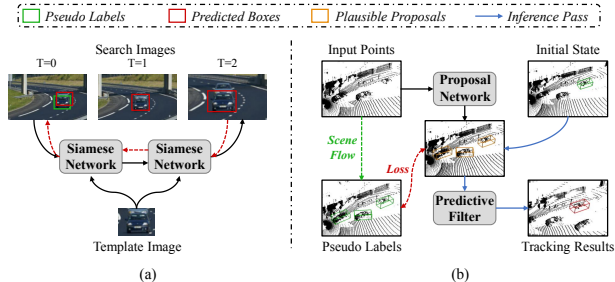 Pseudo Labels Predicted Boxes Plausible Proposals Inference Pass
Search Images
T=0 T=1 T=2
Siamese Network
Siamese Network
Template Image
(a)
Input Points
Initial State
Proposal Network
Scene Flow
Loss
Predictive Filter
Pseudo Labels
Tracking Results
(b)